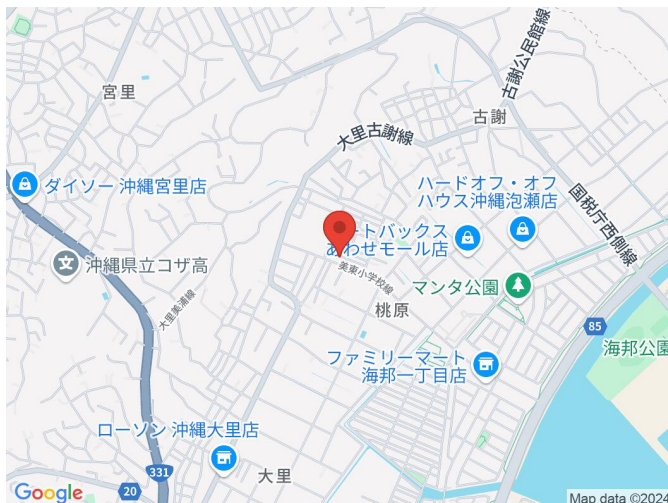 宮里
古謝公民館線
古謝
大里古謝線
ダイソー 沖縄宮里店
ハードオフ・オフ
ハウス沖縄泡瀬店
国税庁西側線
ートバックス
あわせモール店
沖縄県立コザ高
美東小学校線
マンタ公園
大里美浦線
桃原
85
海邦公園
ファミリーマート
海邦一丁目店
ローソン 沖縄大里店
331
大里
20
Google
Map data ©2024